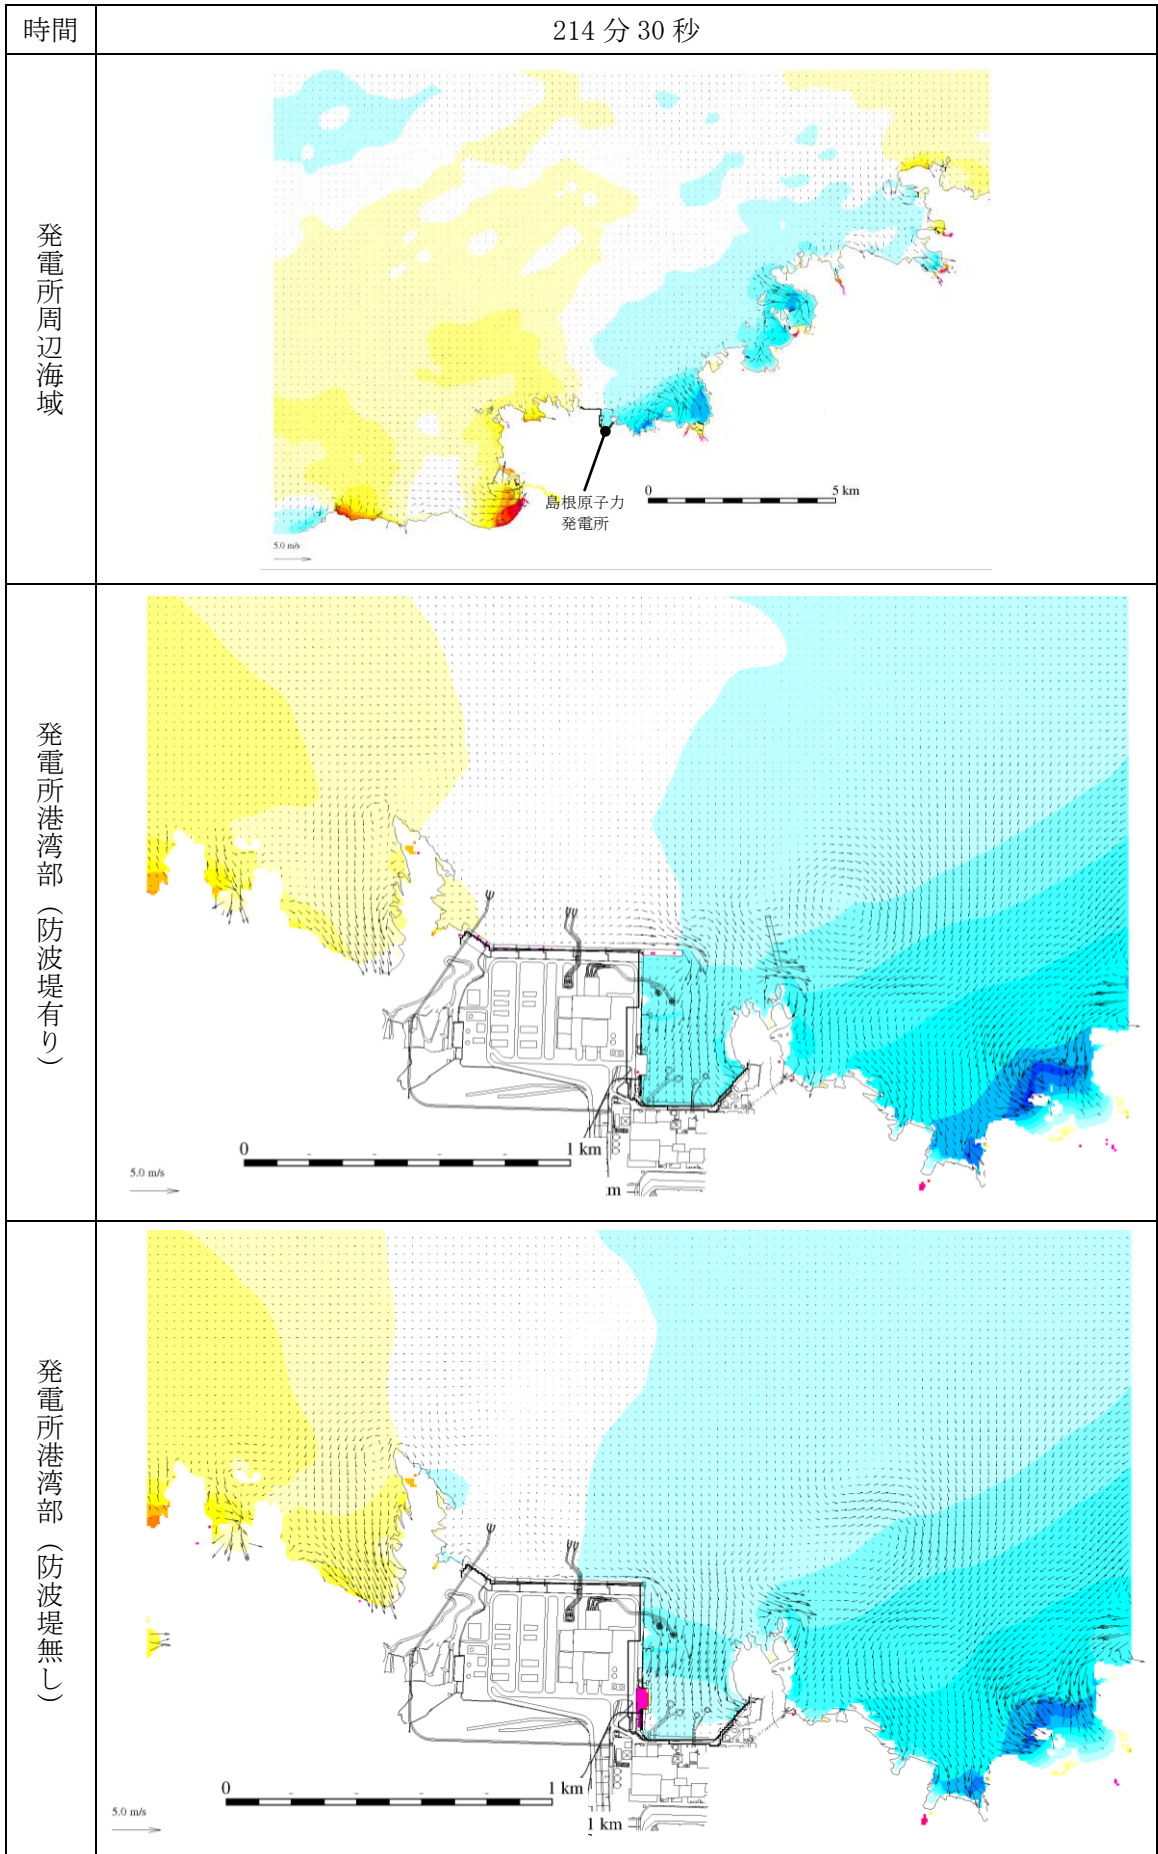 時間
214 分 30 秒
発電所周辺海域
島根原子力
発電所
0
5 km
5.0 m/s
発電所港湾部（防波堤有り）
0
1 km
5.0 m/s
.m
発電所港湾部（防波堤無し）
0
1 km
5.0 m/s
1 km